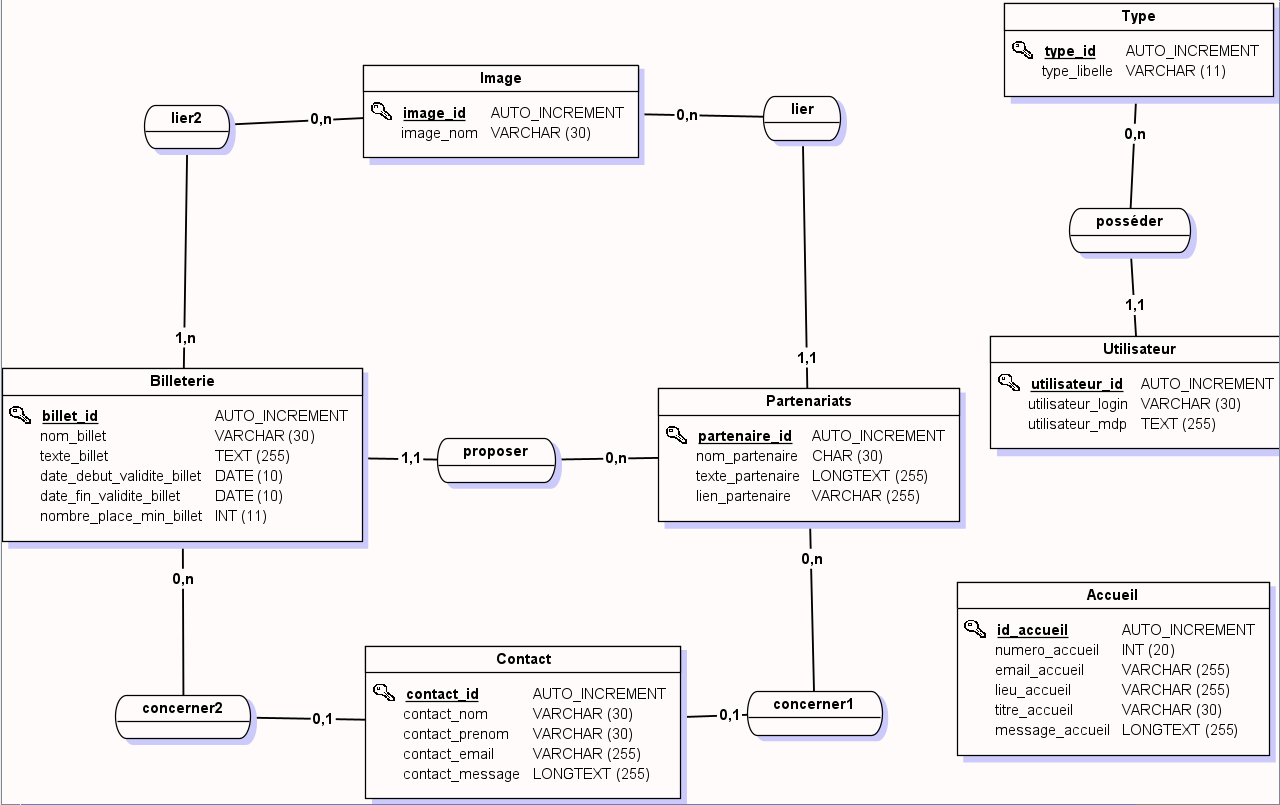 Type
type_id AUTO_INCREMENT
type_libelle VARCHAR (11)
Image
image_id AUTO_INCREMENT
image_nom VARCHAR (30)
lier2
0,n
0,n
lier
0,n
posséder
1,1
1,n
1,1
Utilisateur
utilisateur_id AUTO_INCREMENT
utilisateur_login VARCHAR (30)
utilisateur_mdp TEXT (255)
Billeterie
billet_id AUTO_INCREMENT
nom_billet VARCHAR (30)
texte_billet TEXT (255)
date_debut_validite_billet DATE (10)
date_fin_validite_billet DATE (10)
nombre_place_min_billet INT (11)
1,1
proposer
0,n
Partenariats
partenaire_id AUTO_INCREMENT
nom_partenaire CHAR (30)
texte_partenaire LONGTEXT (255)
lien_partenaire VARCHAR (255)
0,n
0,n
Accueil
id_accueil AUTO_INCREMENT
numero_accueil INT (20)
email_accueil VARCHAR (255)
lieu_accueil VARCHAR (255)
titre_accueil VARCHAR (30)
message_accueil LONGTEXT (255)
concerner2
0,1
Contact
contact_id AUTO_INCREMENT
contact_nom VARCHAR (30)
contact_prenom VARCHAR (30)
contact_email VARCHAR (255)
contact_message LONGTEXT (255)
0,1
concerner1